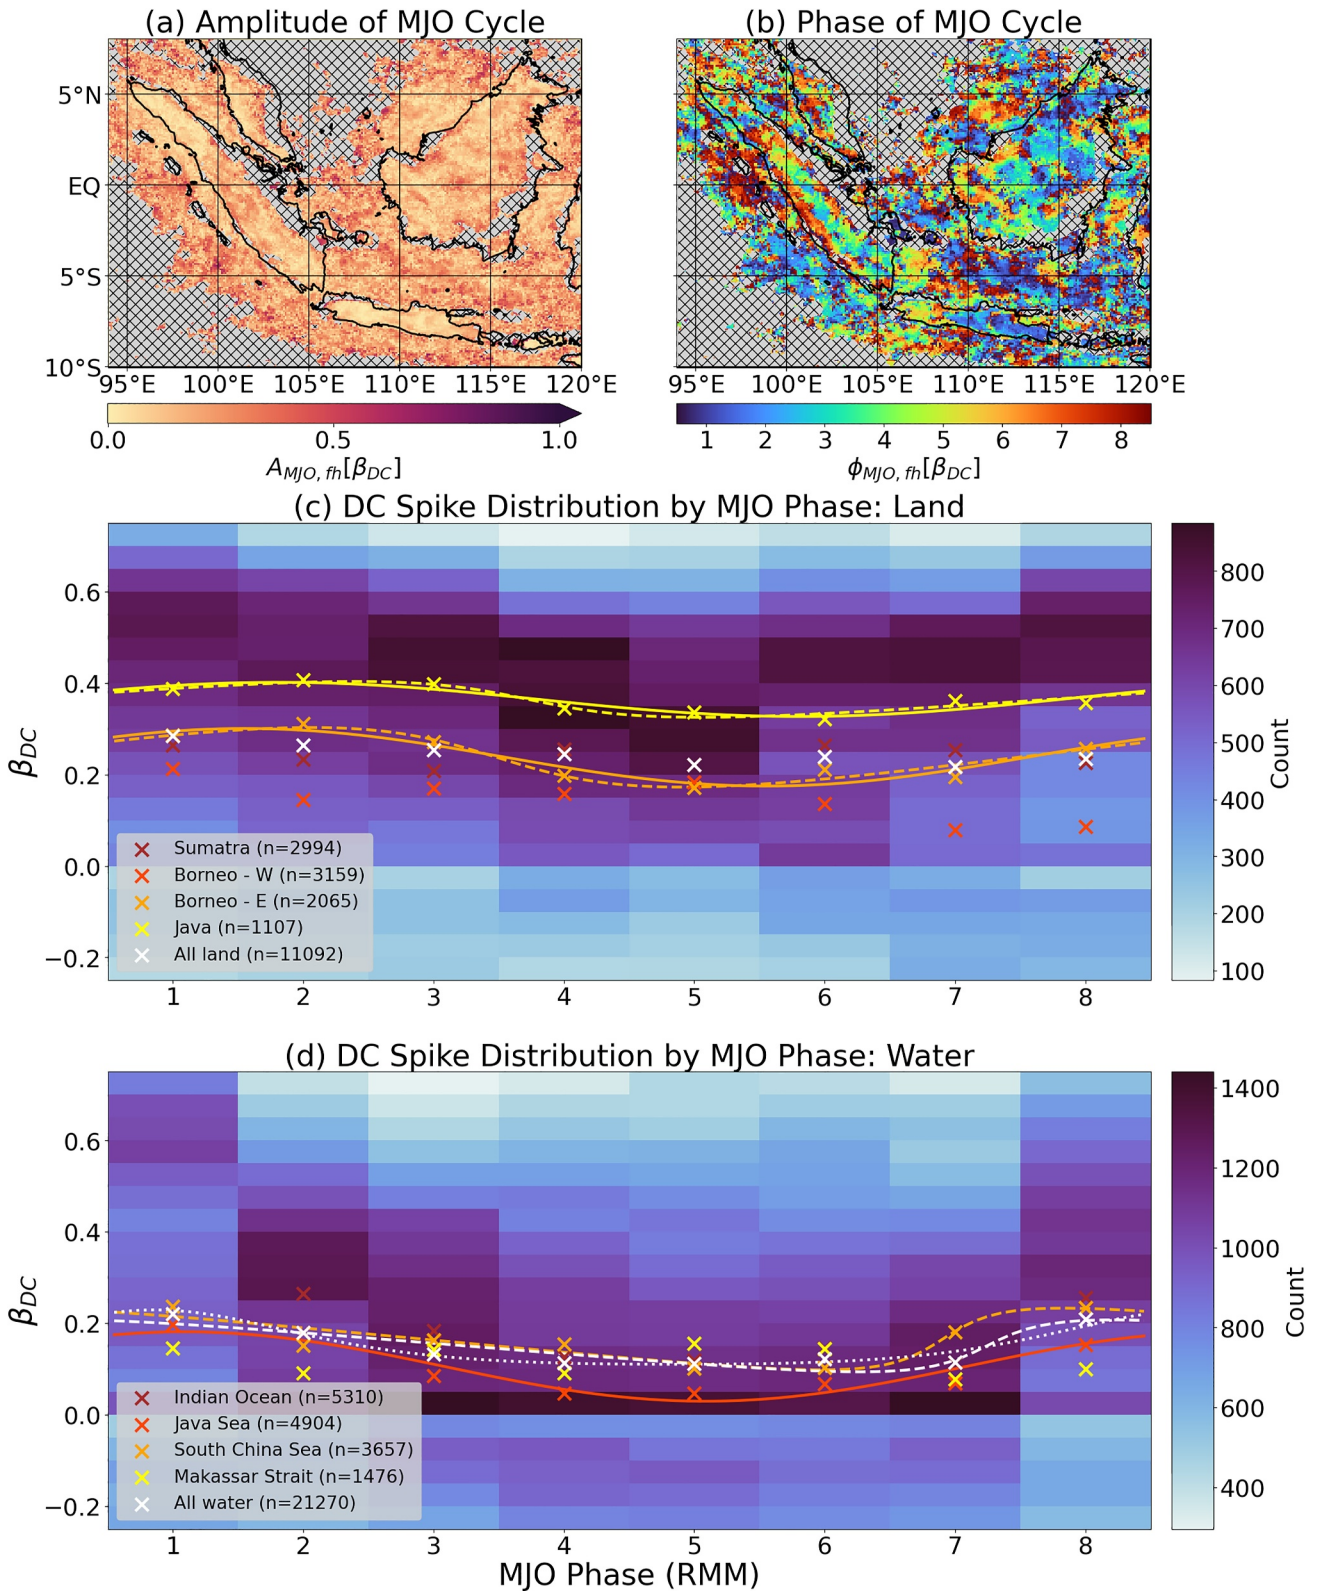 (a) Amplitude of MJO Cycle
(b) Phase of MJO Cycle
5°N
EQ
5°S
10°S
95°E 100°E 105°E 110°E 115°E 120°E
95°E 100°E 105°E 110°E 115°E 120°E
0.0 0.5 1.0
1 2 3 4 5 6 7 8
A_MJO, fh[β_DC]
ϕ_MJO, fh[β_DC]
(c) DC Spike Distribution by MJO Phase: Land
β_DC
0.6
0.4
0.2
0.0
−0.2
Sumatra (n=2994)
Borneo - W (n=3159)
Borneo - E (n=2065)
Java (n=1107)
All land (n=11092)
1 2 3 4 5 6 7 8
800
700
600
500
400
300
200
100
Count
(d) DC Spike Distribution by MJO Phase: Water
β_DC
0.6
0.4
0.2
0.0
−0.2
Indian Ocean (n=5310)
Java Sea (n=4904)
South China Sea (n=3657)
Makassar Strait (n=1476)
All water (n=21270)
1 2 3 4 5 6 7 8
MJO Phase (RMM)
1400
1200
1000
800
600
400
Count